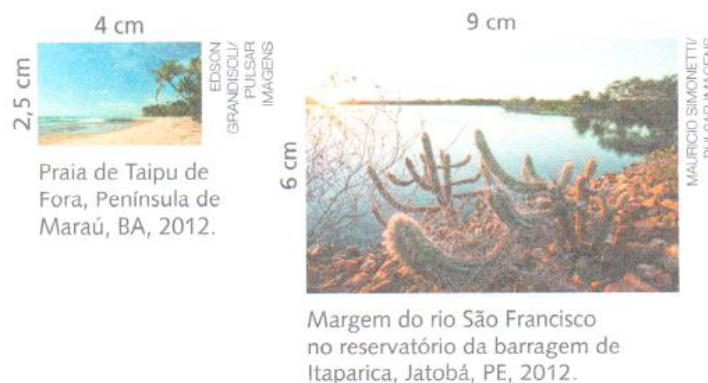 4 cm
2,5 cm
EDSON
GRANDISOLI/
PULSAR
IMAGENS
Praia de Taipu de
Fora, Península de
Maraú, BA, 2012.
9 cm
6 cm
MAURICIO SIMONETTI/
PULSAR IMAGENS
Margem do rio São Francisco
no reservatório da barragem de
Itaparica, Jatobá, PE, 2012.